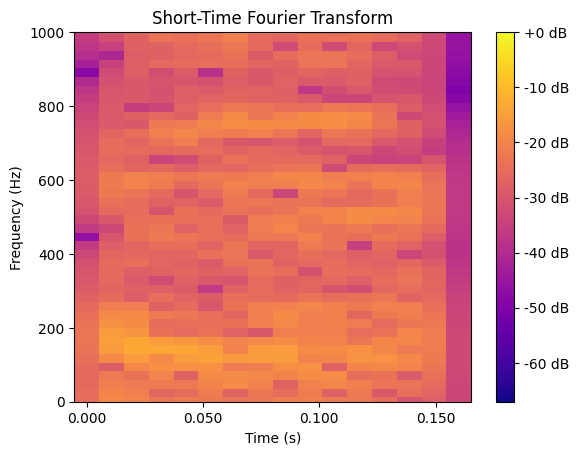 Short-Time Fourier Transform
1000
800
600
400
200
0
Frequency (Hz)
0.000
0.050
0.100
0.150
Time (s)
+0 dB
-10 dB
-20 dB
-30 dB
-40 dB
-50 dB
-60 dB